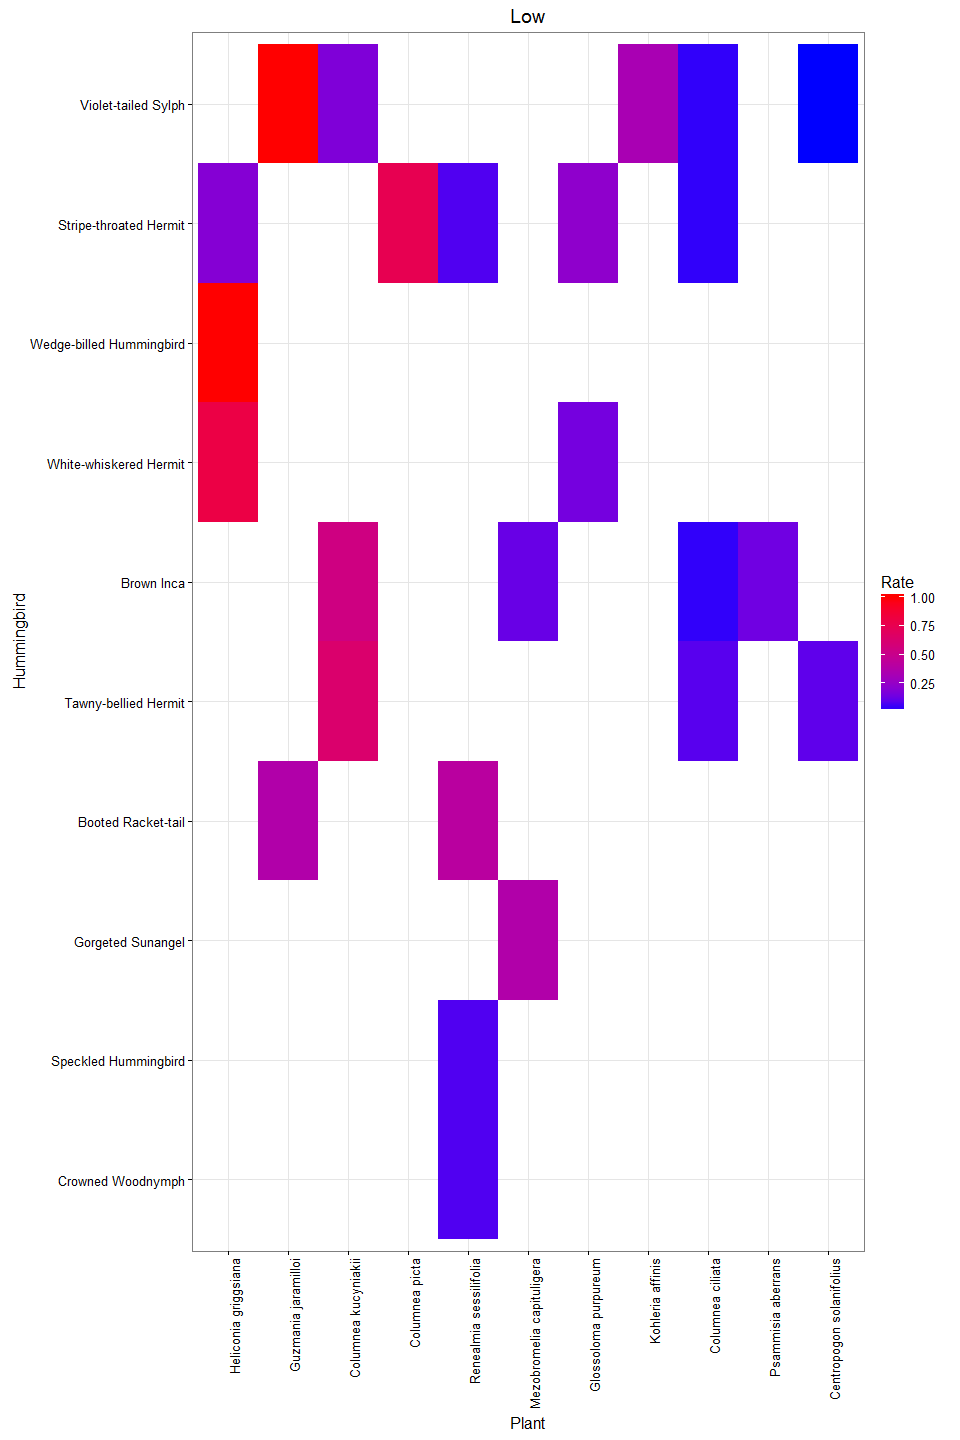 Low
Violet-tailed Sylph
Stripe-throated Hermit
Wedge-billed Hummingbird
White-whiskered Hermit
Brown Inca
Tawny-bellied Hermit
Booted Racket-tail
Gorgeted Sunangel
Speckled Hummingbird
Crowned Woodnymph
Hummingbird
Heliconia griggsiana
Guzmania jaramilloi
Columnea kucyniakii
Columnea picta
Renealmia sessilifolia
Mezobromelia capituligera
Glossoloma purpureum
Kohleria affinis
Columnea ciliata
Psammisia aberrans
Centropogon solanifolius
Plant
Rate
1.00
0.75
0.50
0.25